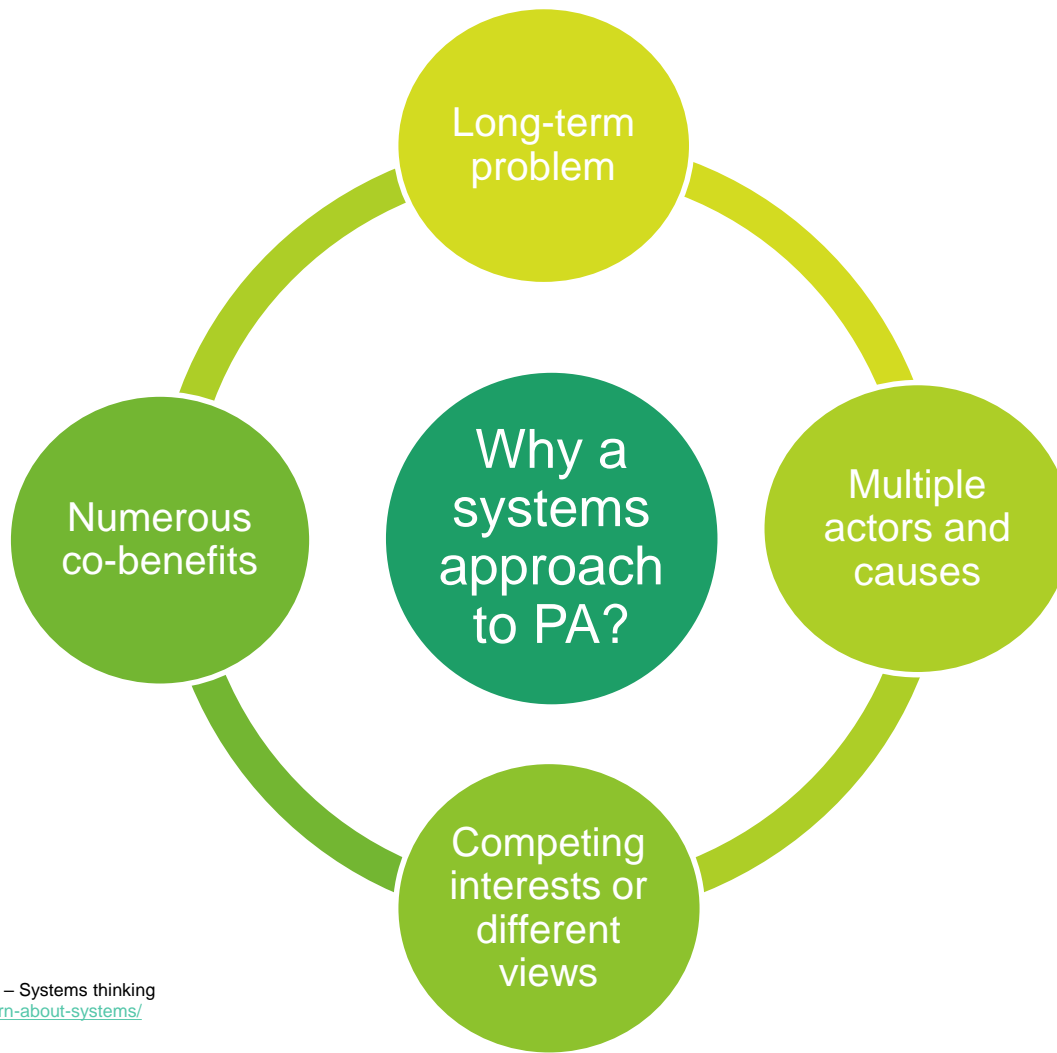 Long-term
problem
Numerous
co-benefits
Why a
systems
approach
to PA?
Multiple
actors and
causes
Competing
interests or
different
views
– Systems thinking
rn-about-systems/